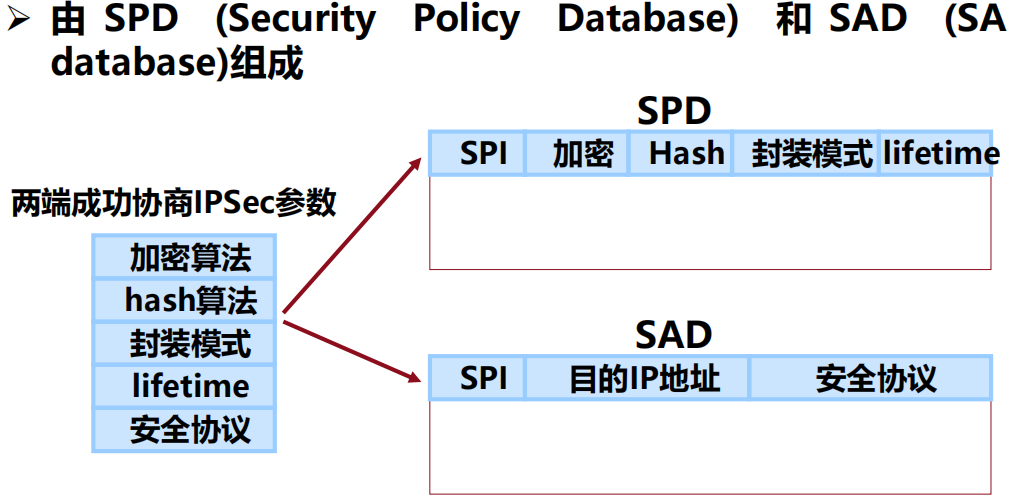 ➢ 由 SPD (Security Policy Database) 和 SAD (SA
database)组成
SPD
SPI 加密 Hash 封装模式 lifetime
两端成功协商IPSec参数
加密算法
hash算法
封装模式
lifetime
安全协议
SAD
SPI 目的IP地址 安全协议